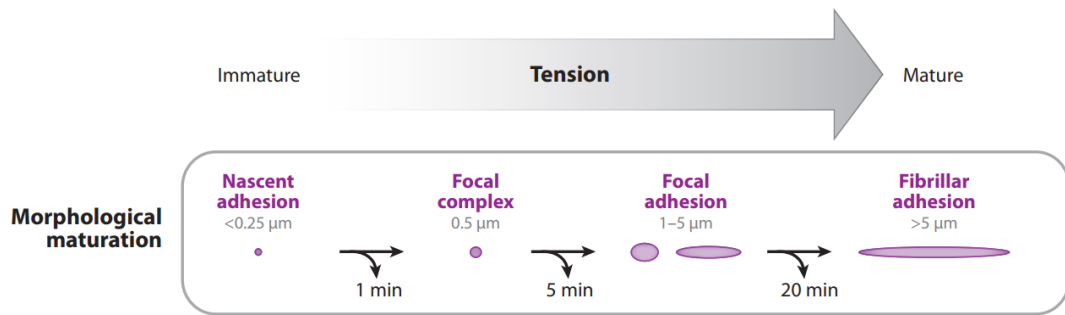 Immature
Tension
Mature
Morphological
maturation
Nascent
adhesion
<0.25 µm
Focal
complex
0.5 µm
Focal
adhesion
1–5 µm
Fibrillar
adhesion
>5 µm
1 min
5 min
20 min